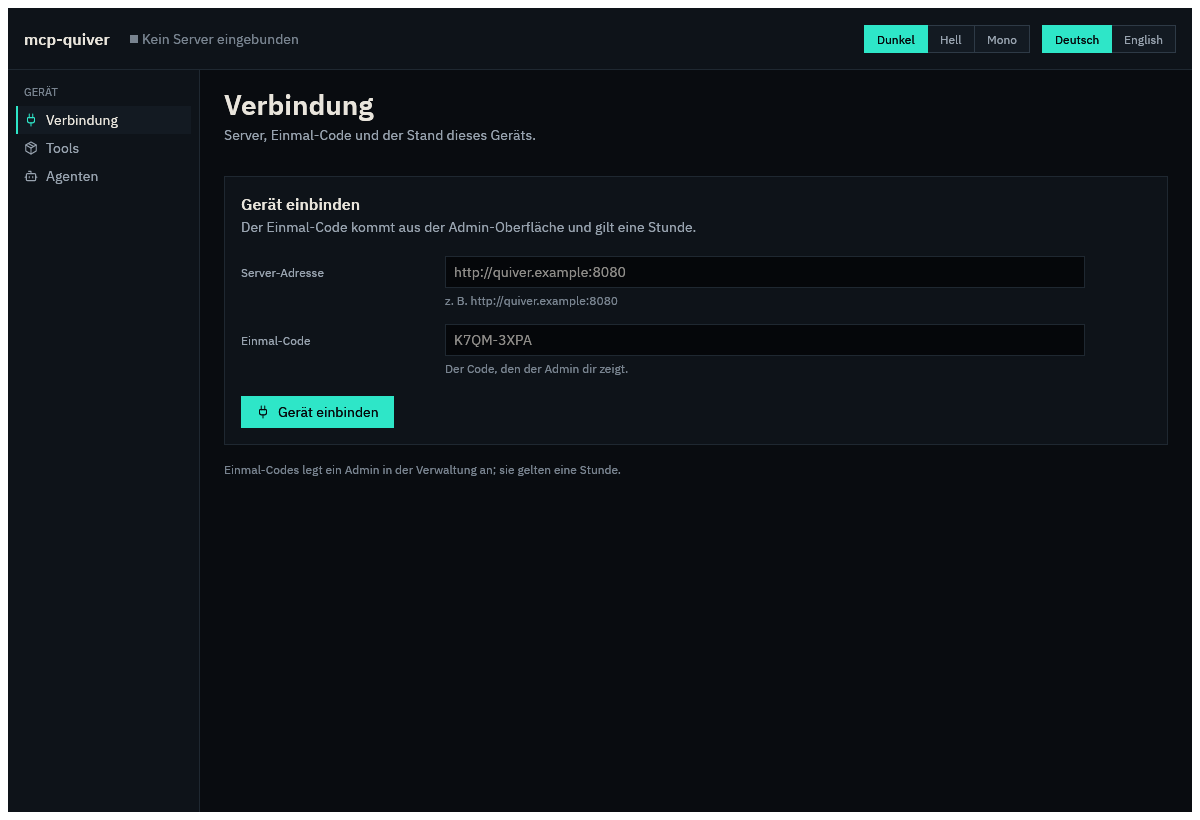 mcp-quiver
Kein Server eingebunden
Dunkel Hell Mono
Deutsch English
GERÄT
Verbindung
Tools
Agenten
Verbindung
Server, Einmal-Code und der Stand dieses Geräts.
Gerät einbinden
Der Einmal-Code kommt aus der Admin-Oberfläche und gilt eine Stunde.
Server-Adresse
http://quiver.example:8080
z. B. http://quiver.example:8080
Einmal-Code
K7QM-3XPA
Der Code, den der Admin dir zeigt.
Gerät einbinden
Einmal-Codes legt ein Admin in der Verwaltung an; sie gelten eine Stunde.